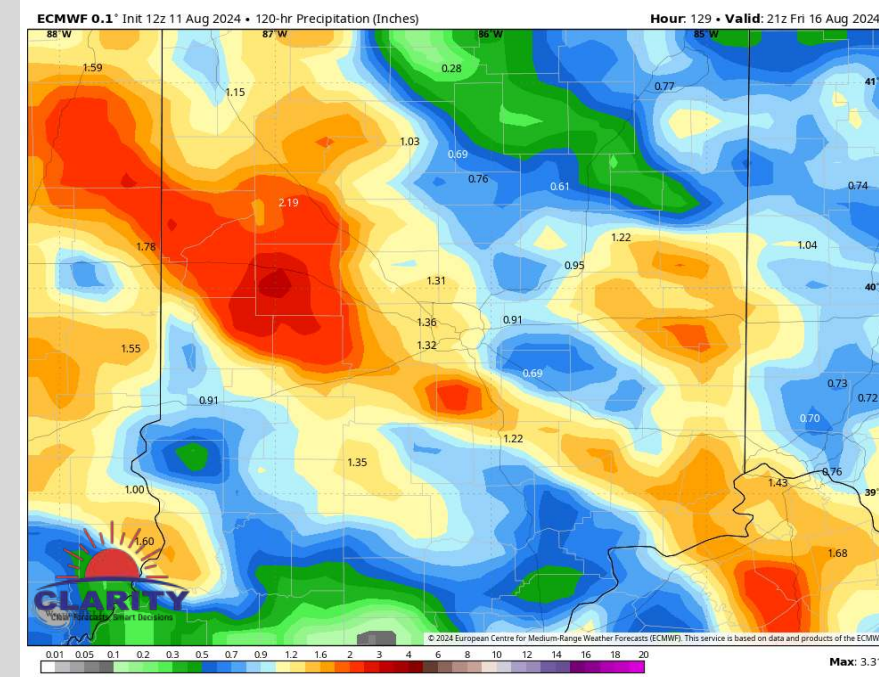 ECMWF 0.1° Init 12z 11 Aug 2024 • 120-hr Precipitation (Inches)
Hour: 129 • Valid: 21z Fri 16 Aug 2024
88°W 87°W 86°W 85°W
1.59 0.28
0.77 41°
1.15
1.03
0.69
0.76 0.61 0.74
2.19
1.22
1.78 1.04
0.95
1.31 40°
1.36 0.91
1.32
1.55
0.69
0.73
0.91 0.72
0.70
1.22
1.35
0.76
1.43
1.00 39°
1.60
1.68
CLARITY
Clear Forecasts. Smart Decisions
© 2024 European Centre for Medium-Range Weather Forecasts (ECMWF). This service is based on data and products of the ECMW
0.01 0.05 0.1 0.2 0.3 0.5 0.7 0.9 1.2 1.6 2 3 4 6 8 10 12 14 16 18 20
Max: 3.3